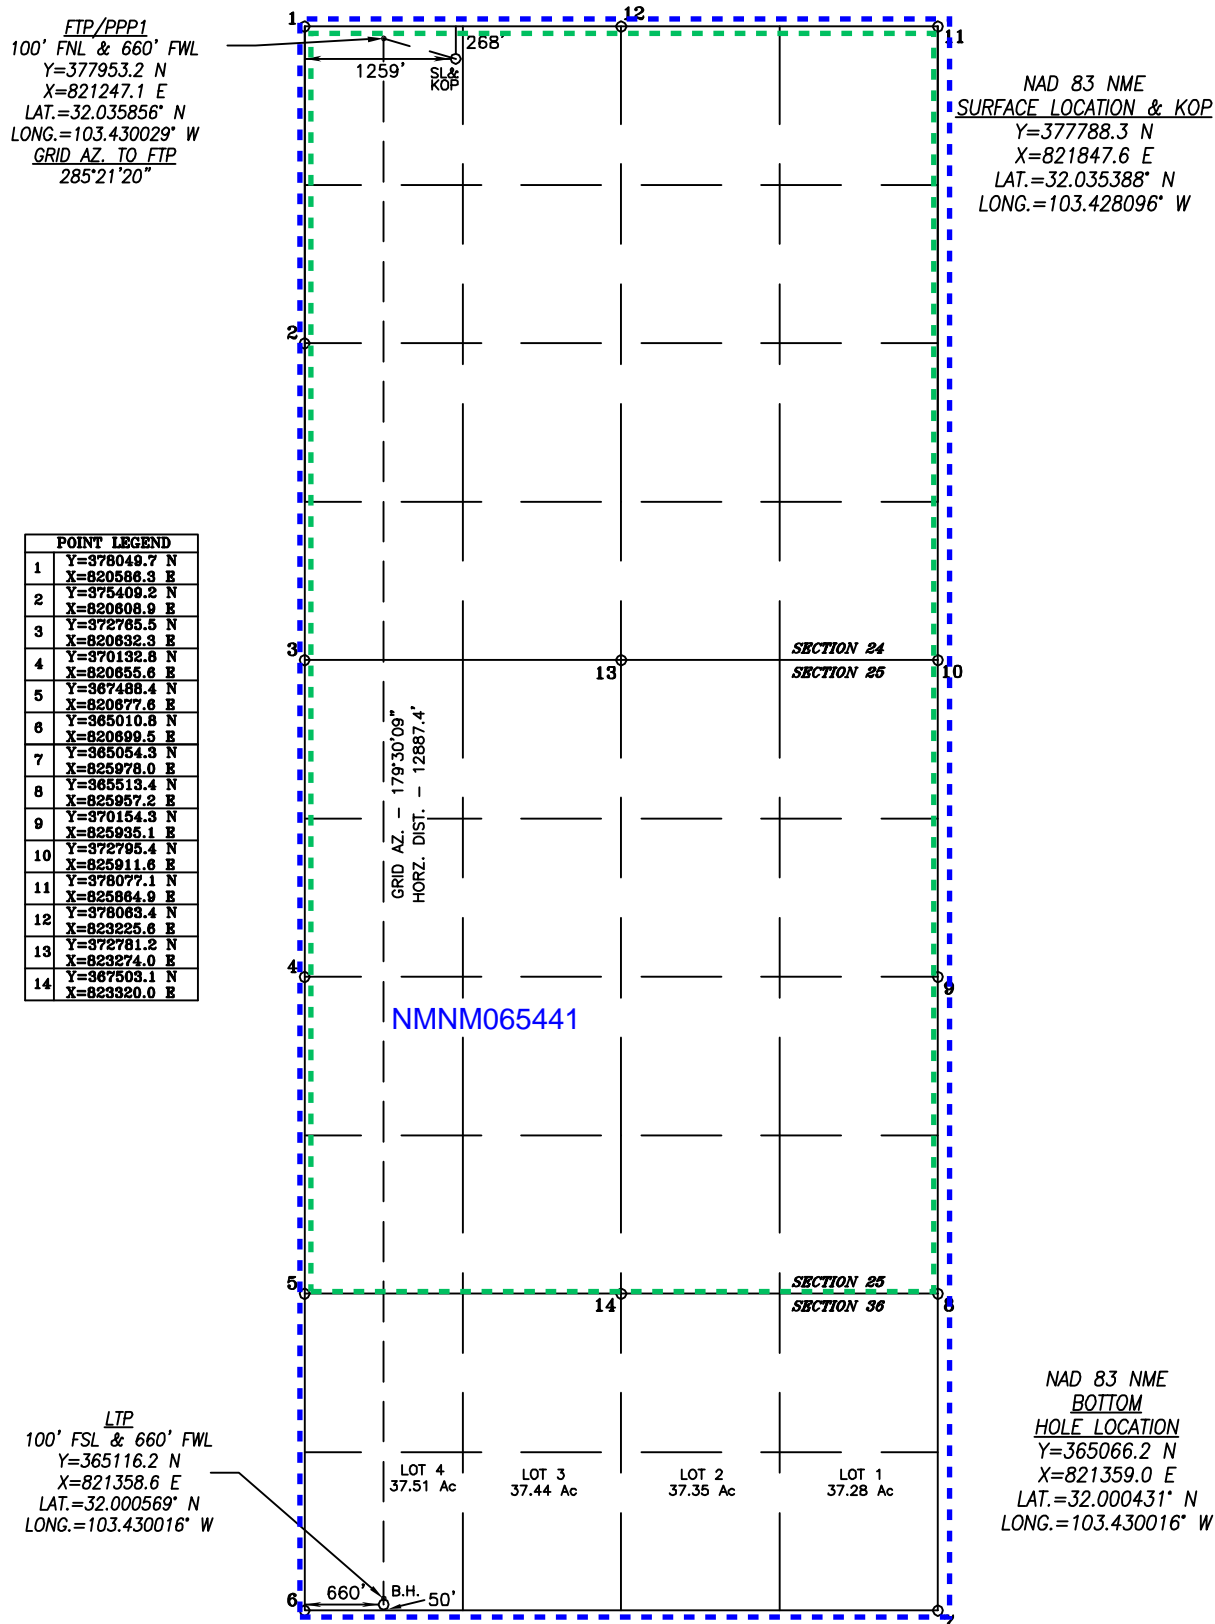 FTP/PPP1
100' FNL & 660' FWL
Y=377953.2 N
X=821247.1 E
LAT.=32.035856° N
LONG.=103.430029° W
GRID AZ. TO FTP
285°21'20"
1
12
11
268'
1259'
SL&
KOP
NAD 83 NME
SURFACE LOCATION & KOP
Y=377788.3 N
X=821847.6 E
LAT.=32.035388° N
LONG.=103.428096° W
2
POINT LEGEND
1 Y=378049.7 N
X=820586.3 E
2 Y=375409.2 N
X=820608.9 E
3 Y=372765.5 N
X=820632.3 E
4 Y=370132.8 N
X=820655.6 E
5 Y=367488.4 N
X=820677.6 E
6 Y=365010.8 N
X=820699.5 E
7 Y=365054.3 N
X=825978.0 E
8 Y=365513.4 N
X=825957.2 E
9 Y=370154.3 N
X=825935.1 E
10 Y=372795.4 N
X=825911.6 E
11 Y=378077.1 N
X=825864.9 E
12 Y=378063.4 N
X=823225.6 E
13 Y=372781.2 N
X=823274.0 E
14 Y=367503.1 N
X=823320.0 E
3
13
SECTION 24
SECTION 25
10
GRID AZ. - 179°30'09"
HORZ. DIST. - 12887.4'
4
9
NMNM065441
5
14
SECTION 25
SECTION 36
8
LTP
100' FSL & 660' FWL
Y=365116.2 N
X=821358.6 E
LAT.=32.000569° N
LONG.=103.430016° W
LOT 4
37.51 Ac
LOT 3
37.44 Ac
LOT 2
37.35 Ac
LOT 1
37.28 Ac
NAD 83 NME
BOTTOM
HOLE LOCATION
Y=365066.2 N
X=821359.0 E
LAT.=32.000431° N
LONG.=103.430016° W
6
660'
B.H.
50'
7